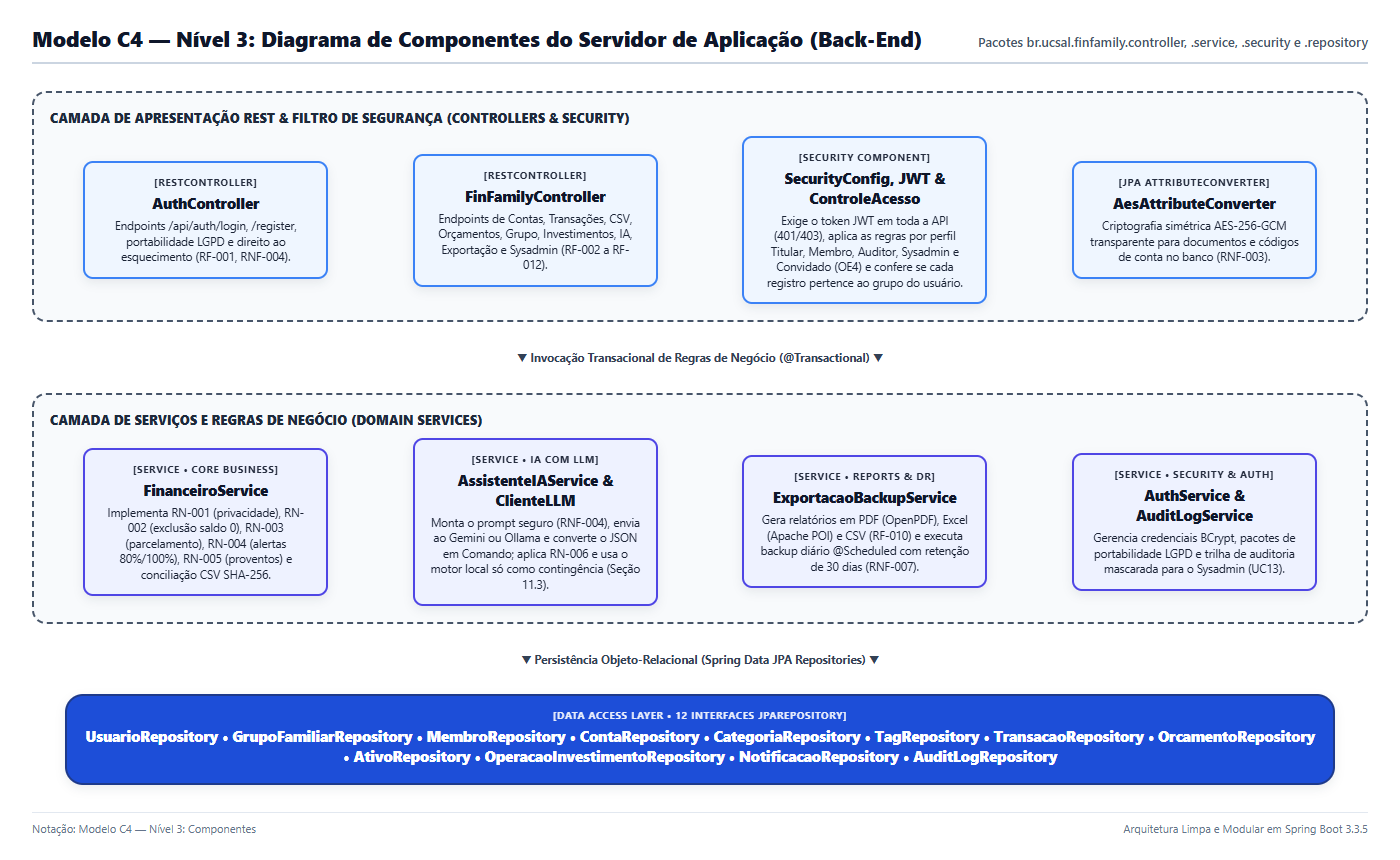 Modelo C4 — Nível 3: Diagrama de Componentes do Servidor de Aplicação (Back-End)
Pacotes br.ucsal.finfamily.controller, .service, .security e .repository
CAMADA DE APRESENTAÇÃO REST & FILTRO DE SEGURANÇA (CONTROLLERS & SECURITY)
[RESTCONTROLLER]
AuthController
Endpoints /api/auth/login, /register,
portabilidade LGPD e direito ao
esquecimento (RF-001, RNF-004).
[RESTCONTROLLER]
FinFamilyController
Endpoints de Contas, Transações, CSV,
Orçamentos, Grupo, Investimentos, IA,
Exportação e Sysadmin (RF-002 a RF-
012).
[SECURITY COMPONENT]
SecurityConfig, JWT &
ControleAcesso
Exige o token JWT em toda a API
(401/403), aplica as regras por perfil
Titular, Membro, Auditor, Sysadmin e
Convidado (OE4) e confere se cada
registro pertence ao grupo do usuário.
[JPA ATTRIBUTECONVERTER]
AesAttributeConverter
Criptografia simétrica AES-256-GCM
transparente para documentos e códigos
de conta no banco (RNF-003).
▼ Invocação Transacional de Regras de Negócio (@Transactional) ▼
CAMADA DE SERVIÇOS E REGRAS DE NEGÓCIO (DOMAIN SERVICES)
[SERVICE • CORE BUSINESS]
FinanceiroService
Implementa RN-001 (privacidade), RN-
002 (exclusão saldo 0), RN-003
(parcelamento), RN-004 (alertas
80%/100%), RN-005 (proventos) e
conciliação CSV SHA-256.
[SERVICE • IA COM LLM]
AssistenteIAService &
ClienteLLM
Monta o prompt seguro (RNF-004), envia
ao Gemini ou Ollama e converte o JSON
em Comando; aplica RN-006 e usa o
motor local só como contingência (Seção
11.3).
[SERVICE • REPORTS & DR]
ExportacaoBackupService
Gera relatórios em PDF (OpenPDF), Excel
(Apache POI) e CSV (RF-010) e executa
backup diário @Scheduled com retenção
de 30 dias (RNF-007).
[SERVICE • SECURITY & AUTH]
AuthService &
AuditLogService
Gerencia credenciais BCrypt, pacotes de
portabilidade LGPD e trilha de auditoria
mascarada para o Sysadmin (UC13).
▼ Persistência Objeto-Relacional (Spring Data JPA Repositories) ▼
[DATA ACCESS LAYER • 12 INTERFACES JPAREPOSITORY]
UsuarioRepository • GrupoFamiliarRepository • MembroRepository • ContaRepository • CategoriaRepository • TagRepository • TransacaoRepository • OrcamentoRepository
• AtivoRepository • OperacaoInvestimentoRepository • NotificacaoRepository • AuditLogRepository
Notação: Modelo C4 — Nível 3: Componentes
Arquitetura Limpa e Modular em Spring Boot 3.3.5